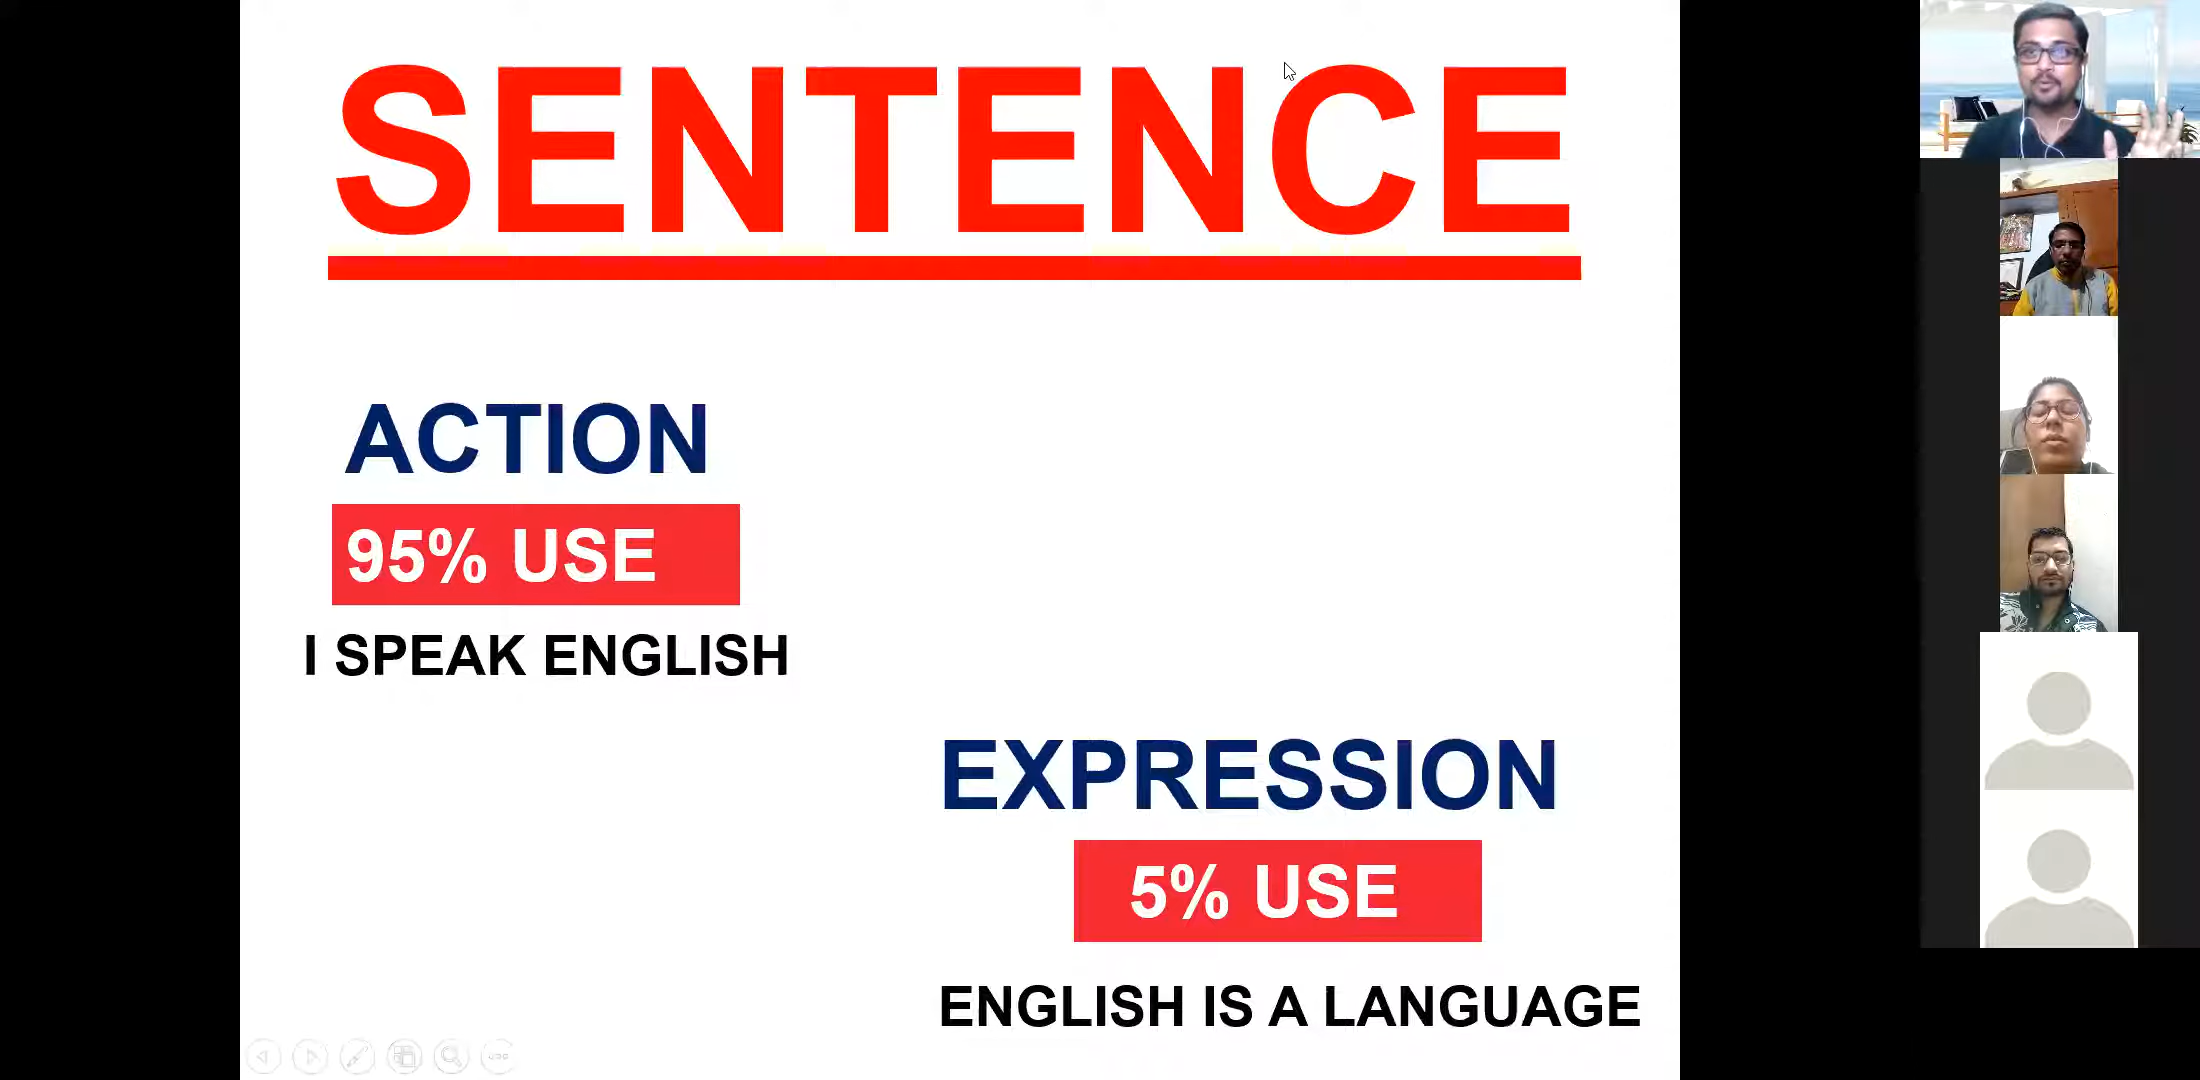 SENTENCE
ACTION
95% USE
I SPEAK ENGLISH
EXPRESSION
5% USE
ENGLISH IS A LANGUAGE